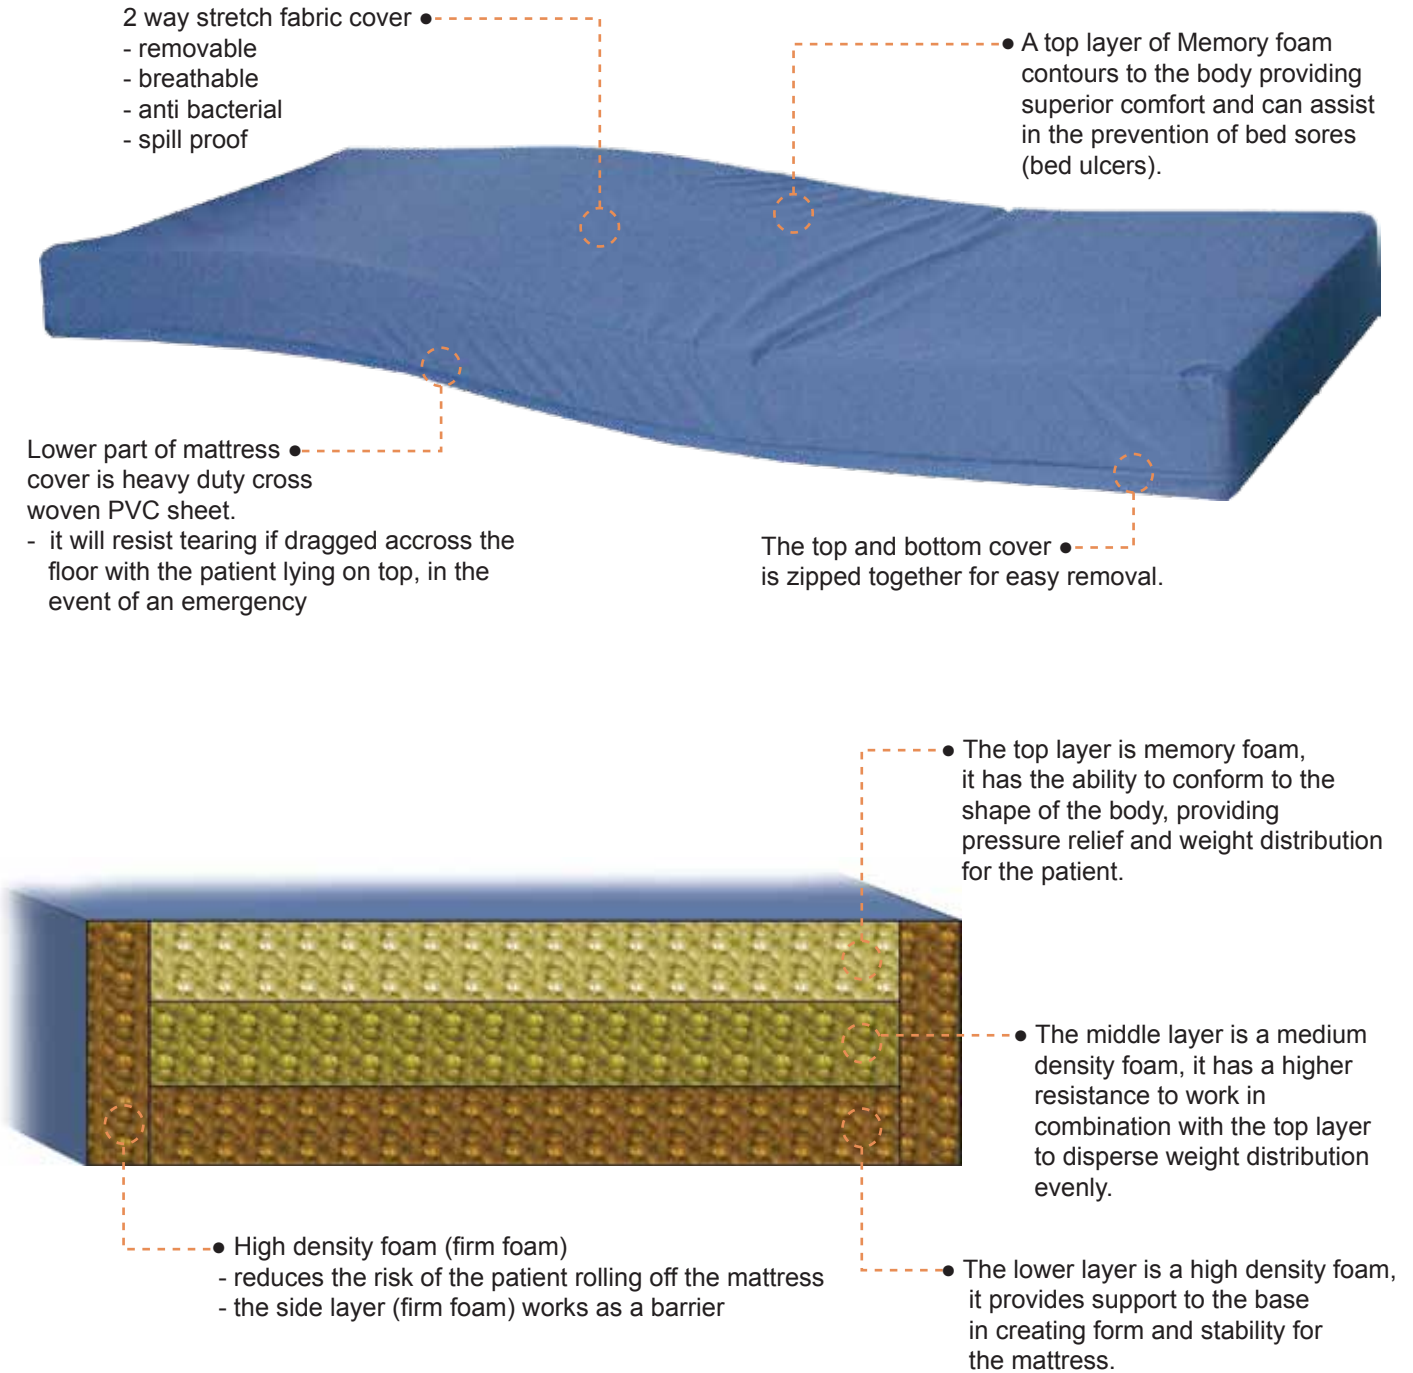 2 way stretch fabric cover
- removable
- breathable
- anti bacterial
- spill proof
A top layer of Memory foam
contours to the body providing
superior comfort and can assist
in the prevention of bed sores
(bed ulcers).
Lower part of mattress
cover is heavy duty cross
woven PVC sheet.
- it will resist tearing if dragged accross the
floor with the patient lying on top, in the
event of an emergency
The top and bottom cover
is zipped together for easy removal.
The top layer is memory foam,
it has the ability to conform to the
shape of the body, providing
pressure relief and weight distribution
for the patient.
The middle layer is a medium
density foam, it has a higher
resistance to work in
combination with the top layer
to disperse weight distribution
evenly.
High density foam (firm foam)
- reduces the risk of the patient rolling off the mattress
- the side layer (firm foam) works as a barrier
The lower layer is a high density foam,
it provides support to the base
in creating form and stability for
the mattress.